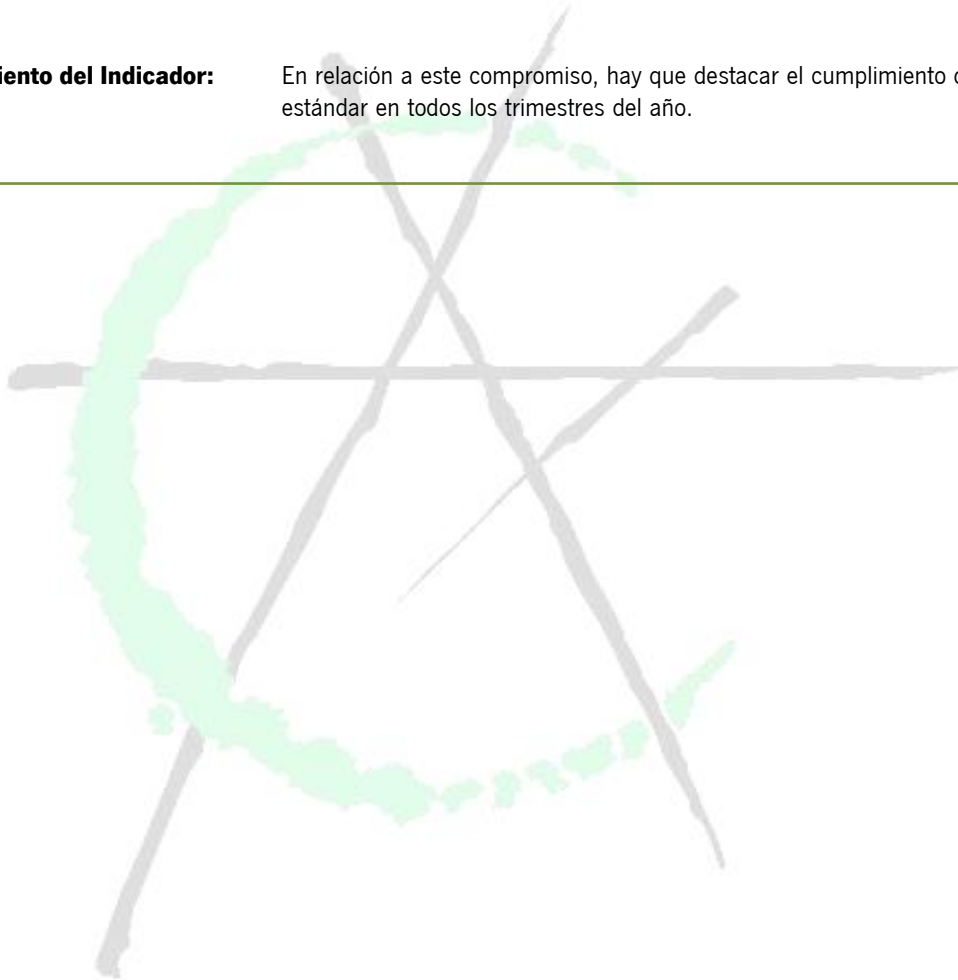 iento del Indicador: En relación a este compromiso, hay que destacar el cumplimiento
estándar en todos los trimestres del año.